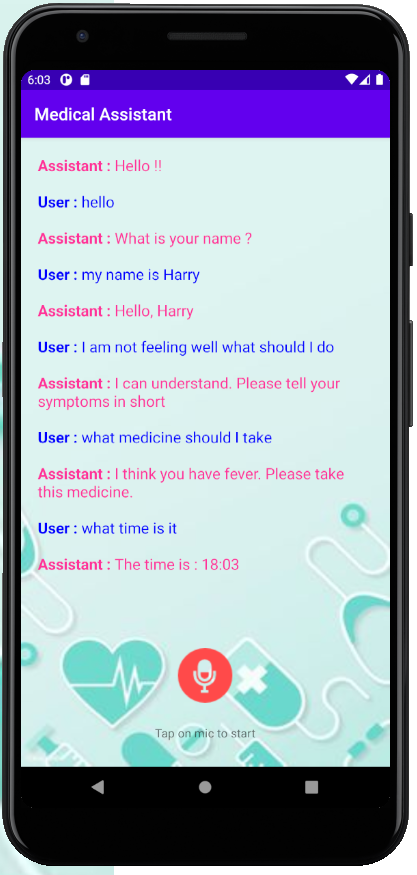 6:03
Medical Assistant
Assistant : Hello !!
User : hello
Assistant : What is your name ?
User : my name is Harry
Assistant : Hello, Harry
User : I am not feeling well what should I do
Assistant : I can understand. Please tell your
symptoms in short
User : what medicine should I take
Assistant : I think you have fever. Please take
this medicine.
User : what time is it
Assistant : The time is : 18:03
Tap on mic to start